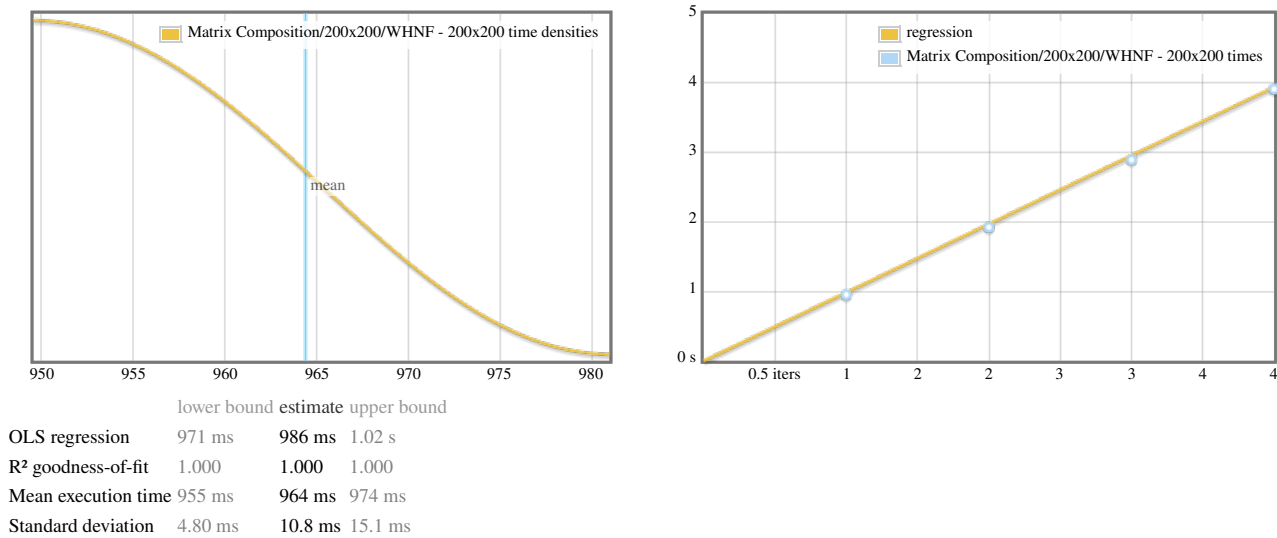 Matrix Composition/200x200/WHNF - 200x200 time densities
mean
950 955 960 965 970 975 980
5
4
3
2
1
0 s
regression
Matrix Composition/200x200/WHNF - 200x200 times
0.5 iters 1 2 2 3 3 4 4
lower bound estimate upper bound
OLS regression 971 ms 986 ms 1.02 s
R² goodness-of-fit 1.000 1.000 1.000
Mean execution time 955 ms 964 ms 974 ms
Standard deviation 4.80 ms 10.8 ms 15.1 ms